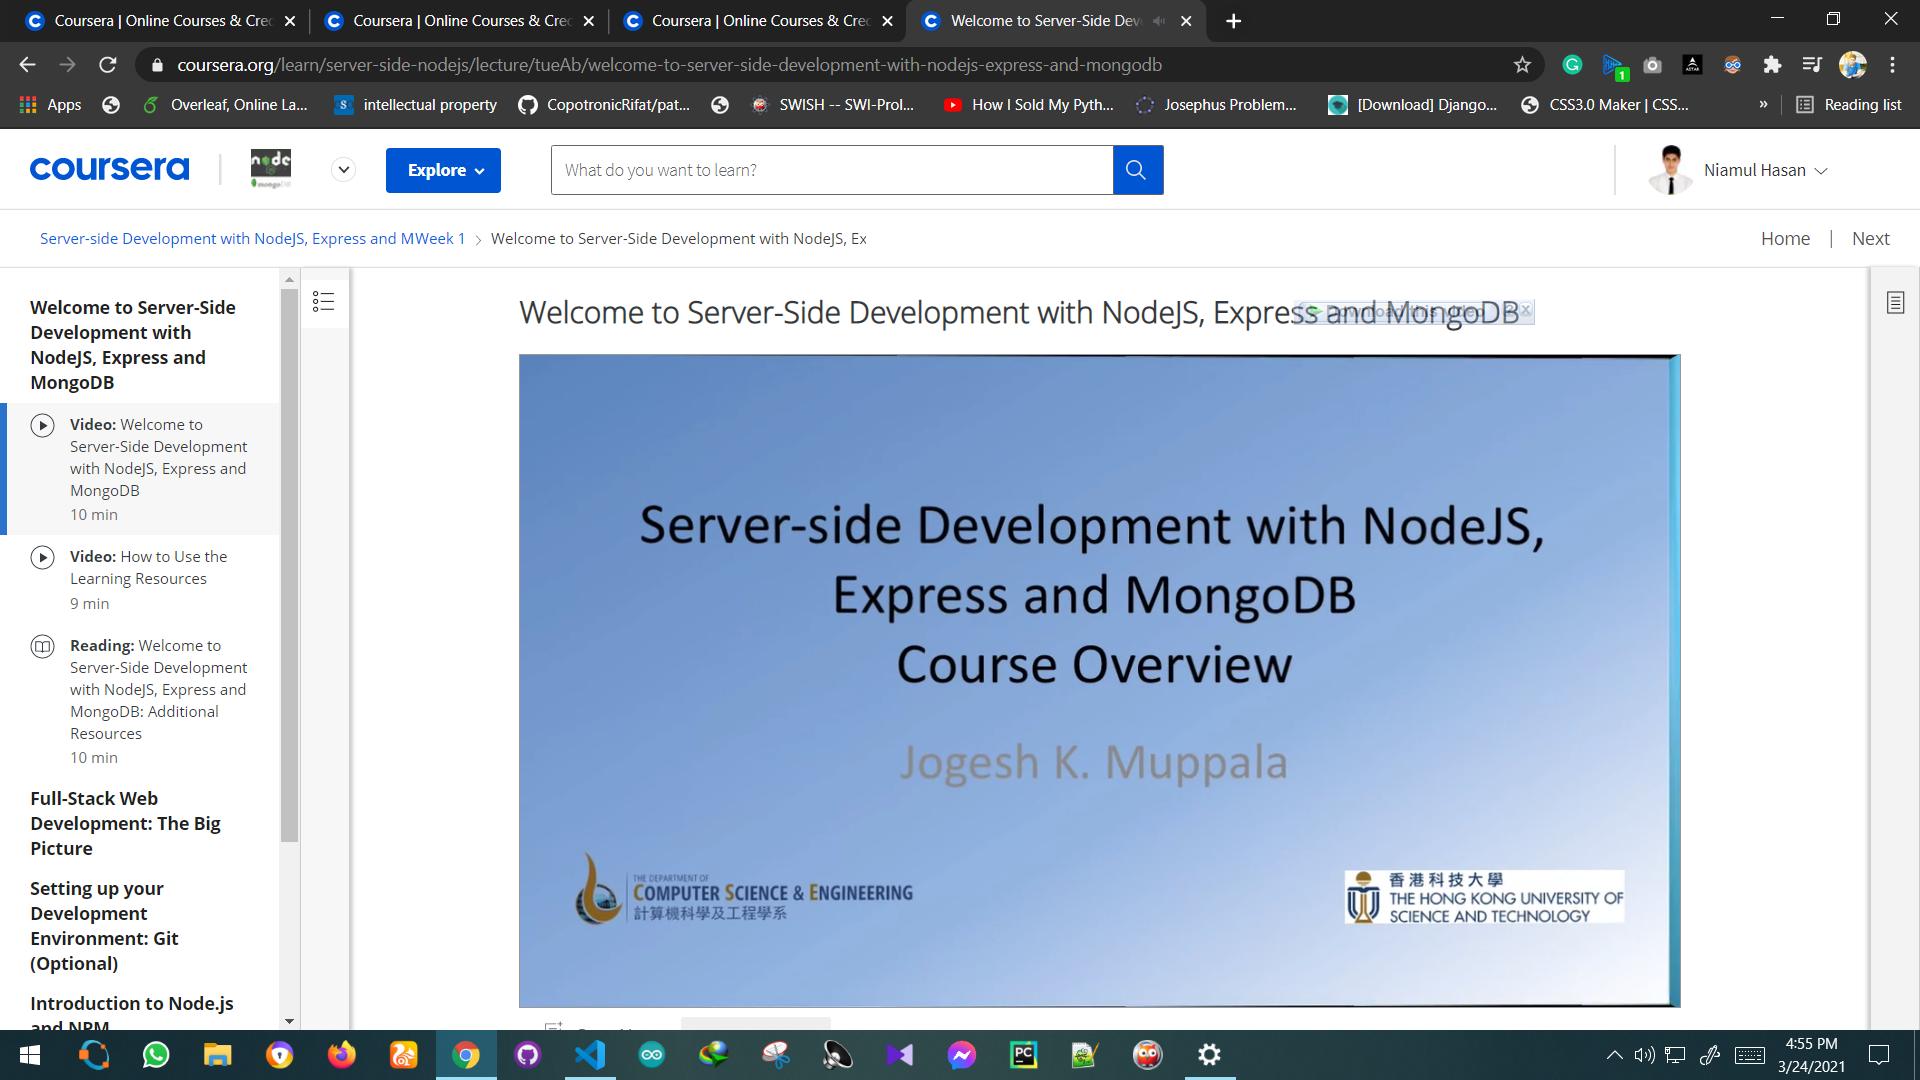 Coursera | Online Courses & Crec
Coursera | Online Courses & Crec
Coursera | Online Courses & Crec
Welcome to Server-Side Dev
coursera.org/learn/server-side-nodejs/lecture/tueAb/welcome-to-server-side-development-with-nodejs-express-and-mongodb
1
Apps
Overleaf, Online La...
intellectual property
CopotronicRifat/pat...
SWISH -- SWI-Prol...
How I Sold My Pyth...
Josephus Problem...
[Download] Django...
CSS3.0 Maker | CSS...
»
Reading list
coursera
node
mongoDB
Explore
What do you want to learn?
Niamul Hasan
Server-side Development with NodeJS, Express and MWeek 1 > Welcome to Server-Side Development with NodeJS, Ex
Home | Next
Welcome to Server-Side
Development with
NodeJS, Express and
MongoDB
Video: Welcome to
Server-Side Development
with NodeJS, Express and
MongoDB
10 min
Video: How to Use the
Learning Resources
9 min
Reading: Welcome to
Server-Side Development
with NodeJS, Express and
MongoDB: Additional
Resources
10 min
Full-Stack Web
Development: The Big
Picture
Setting up your
Development
Environment: Git
(Optional)
Introduction to Node.js
and NPM
Welcome to Server-Side Development with NodeJS, Express and MongoDB
Download this video ? X
Server-side Development with NodeJS,
Express and MongoDB
Course Overview
Jogesh K. Muppala
THE DEPARTMENT OF
COMPUTER SCIENCE & ENGINEERING
計算機科學及工程學系
香港科技大學
THE HONG KONG UNIVERSITY OF
SCIENCE AND TECHNOLOGY
PC
4:55 PM
3/24/2021